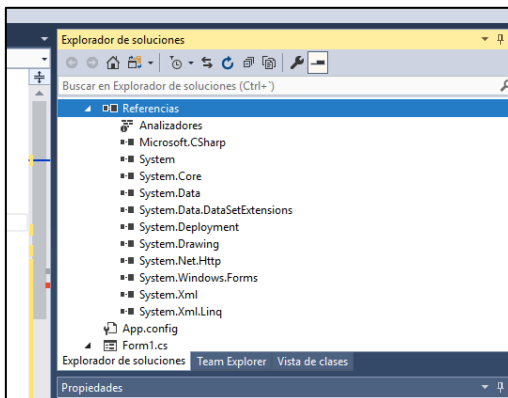 Explorador de soluciones
Buscar en Explorador de soluciones (Ctrl+¨)
Referencias
Analizadores
Microsoft.CSharp
System
System.Core
System.Data
System.Data.DataSetExtensions
System.Deployment
System.Drawing
System.Net.Http
System.Windows.Forms
System.Xml
System.Xml.Linq
App.config
Form1.cs
Explorador de soluciones Team Explorer Vista de clases
Propiedades